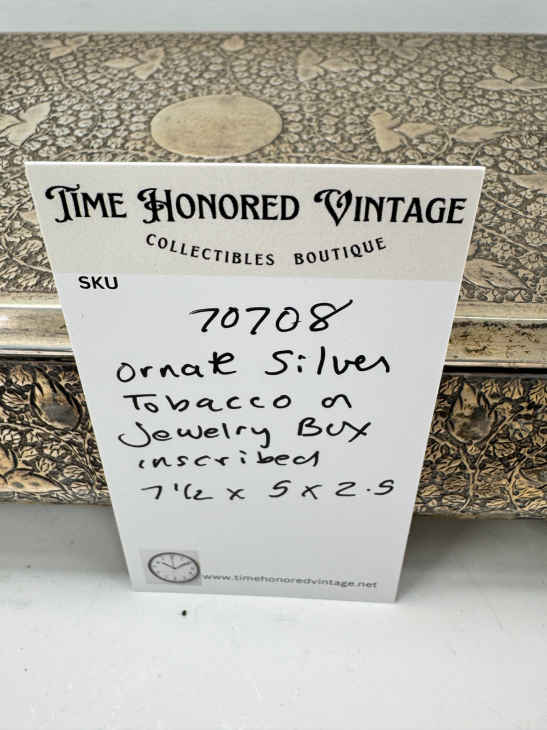 TIME HONORED VINTAGE
COLLECTIBLES BOUTIQUE
SKU
70708
Ornate Silver
Tobacco or
Jewelry Box
inscribed
7 1/2 x 5 x 2.5
www.timehonoredvintage.net